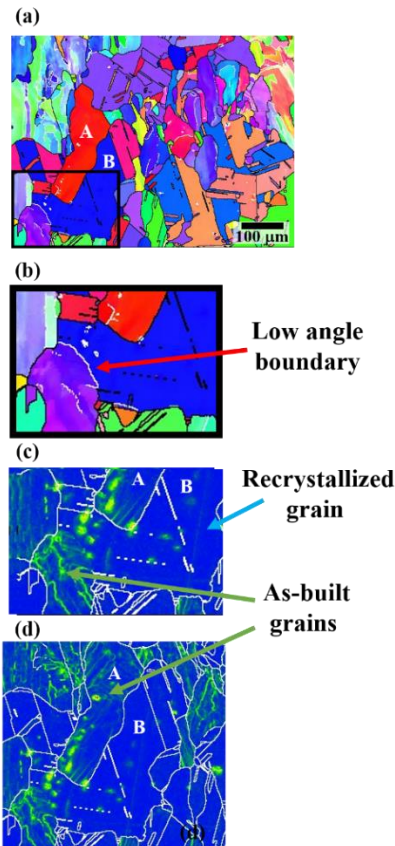 (a)
A
B
100 µm
(b)
Low angle
boundary
(c)
A
B
Recrystallized
grain
As-built
grains
(d)
A
B
(d)